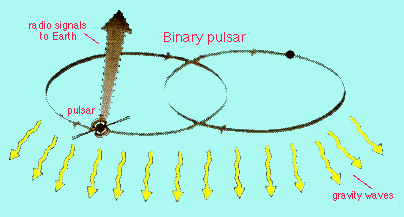 radio signals
to Earth
Binary pulsar
pulsar
gravity waves